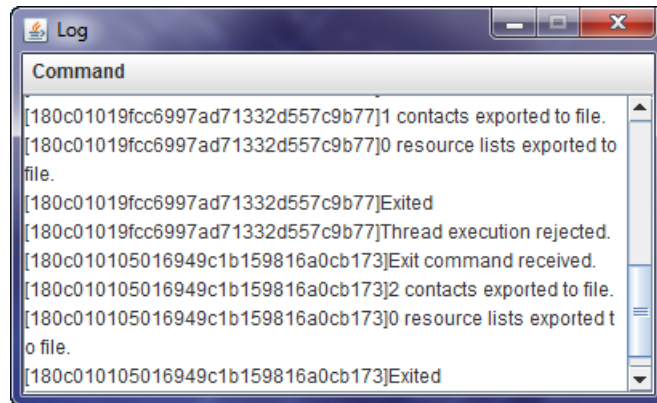 Log
Command
[180c01019fcc6997ad71332d557c9b77]1 contacts exported to file.
[180c01019fcc6997ad71332d557c9b77]0 resource lists exported to
file.
[180c01019fcc6997ad71332d557c9b77]Exited
[180c01019fcc6997ad71332d557c9b77]Thread execution rejected.
[180c010105016949c1b159816a0cb173]Exit command received.
[180c010105016949c1b159816a0cb173]2 contacts exported to file.
[180c010105016949c1b159816a0cb173]0 resource lists exported t
o file.
[180c010105016949c1b159816a0cb173]Exited